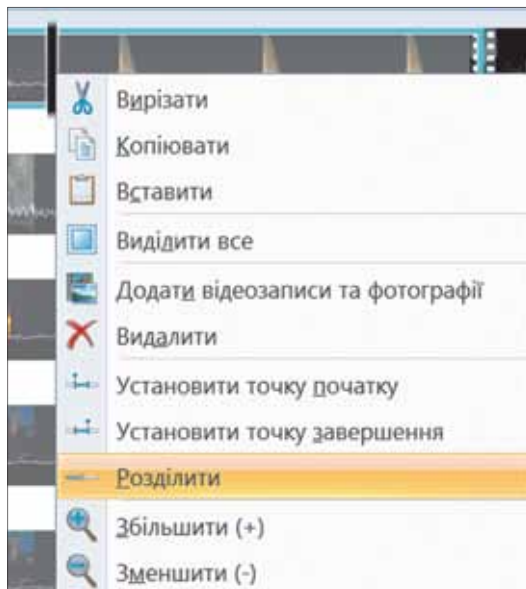 Вирізати
Копіювати
Вставити
Виділити все
Додати відеозаписи та фотографії
Видалити
Установити точку початку
Установити точку завершення
Розділити
Збільшити (+)
Зменшити (-)